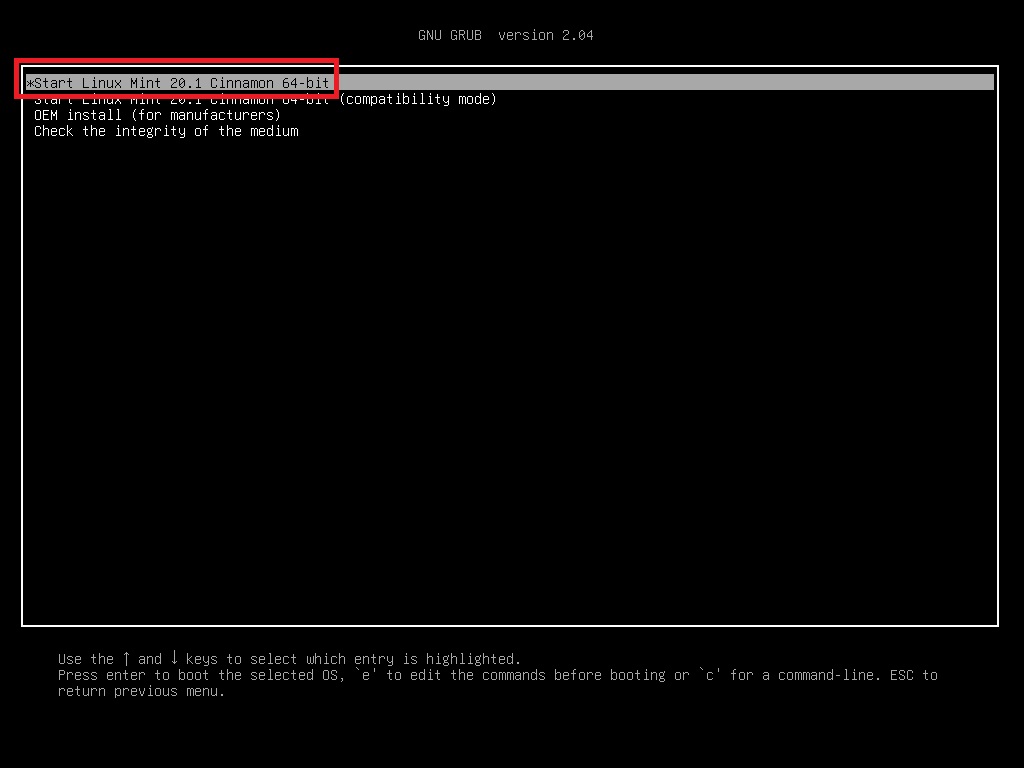 GNU GRUB  version 2.04
*Start Linux Mint 20.1 Cinnamon 64-bit
Start Linux Mint 20.1 Cinnamon 64-bit (compatibility mode)
OEM install (for manufacturers)
Check the integrity of the medium
Use the ↑ and ↓ keys to select which entry is highlighted.
Press enter to boot the selected OS, `e' to edit the commands before booting or `c' for a command-line. ESC to
return previous menu.